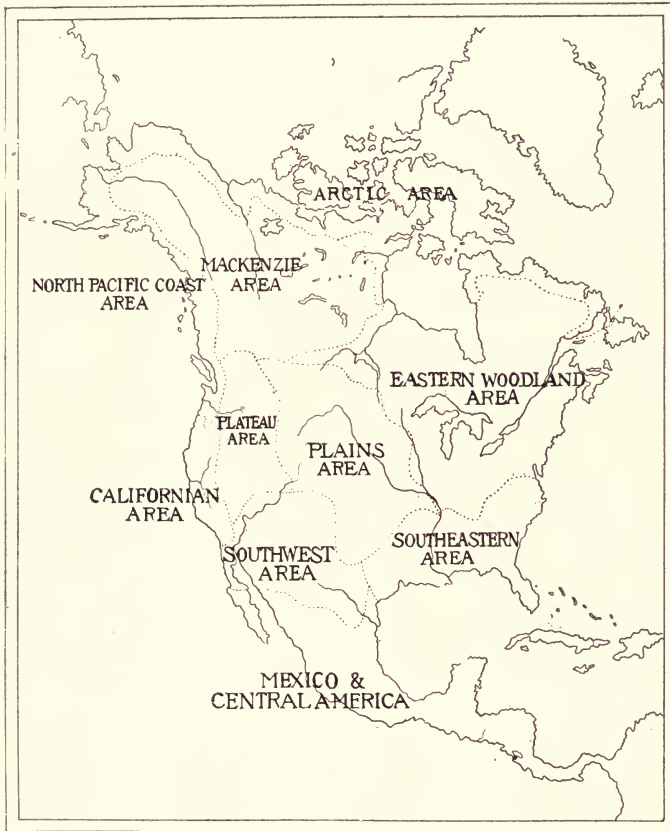 ARCTIC AREA
MACKENZIE
AREA
NORTH PACIFIC COAST
AREA
EASTERN WOODLAND
AREA
PLATEAU
AREA
PLAINS
AREA
CALIFORNIAN
AREA
SOUTHWEST
AREA
SOUTHEASTERN
AREA
MEXICO &
CENTRAL AMERICA